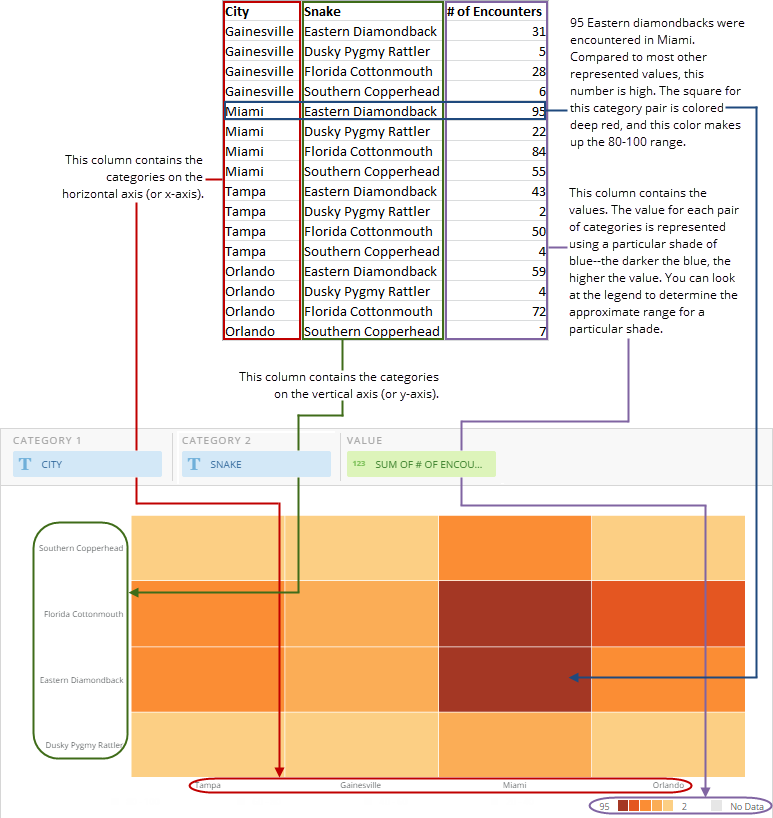 City Snake # of Encounters
Gainesville Eastern Diamondback 31
Gainesville Dusky Pygmy Rattler 5
Gainesville Florida Cottonmouth 28
Gainesville Southern Copperhead 6
Miami Eastern Diamondback 95
Miami Dusky Pygmy Rattler 22
Miami Florida Cottonmouth 84
Miami Southern Copperhead 55
Tampa Eastern Diamondback 43
Tampa Dusky Pygmy Rattler 2
Tampa Florida Cottonmouth 50
Tampa Southern Copperhead 4
Orlando Eastern Diamondback 59
Orlando Dusky Pygmy Rattler 4
Orlando Florida Cottonmouth 72
Orlando Southern Copperhead 7
95 Eastern diamondbacks were
encountered in Miami.
Compared to most other
represented values, this
number is high. The square for
this category pair is colored
deep red, and this color makes
up the 80-100 range.
This column contains the
categories on the
horizontal axis (or x-axis).
This column contains the
values. The value for each pair
of categories is represented
using a particular shade of
blue--the darker the blue, the
higher the value. You can look
at the legend to determine the
approximate range for a
particular shade.
This column contains the categories
on the vertical axis (or y-axis).
CATEGORY 1 CATEGORY 2 VALUE
T CITY T SNAKE 123 SUM OF # OF ENCOU...
Southern Copperhead
Florida Cottonmouth
Eastern Diamondback
Dusky Pygmy Rattler
Tampa Gainesville Miami Orlando
95 2 No Data